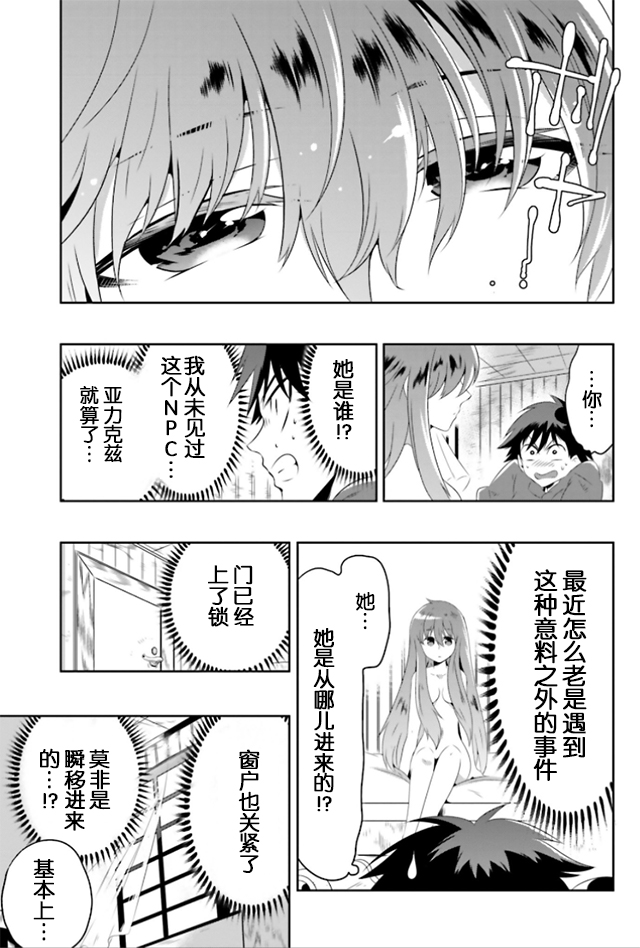 ササッ…?
…你
她是谁!?
我从未见过
这个NPC…
亚力克兹
就算了…
最近怎么老是遇到
这种意料之外的事件
她…
她是从哪儿进来的!?
门已经
上了锁
窗户也关紧了
莫非是
瞬移进来
的…!?
基本上…